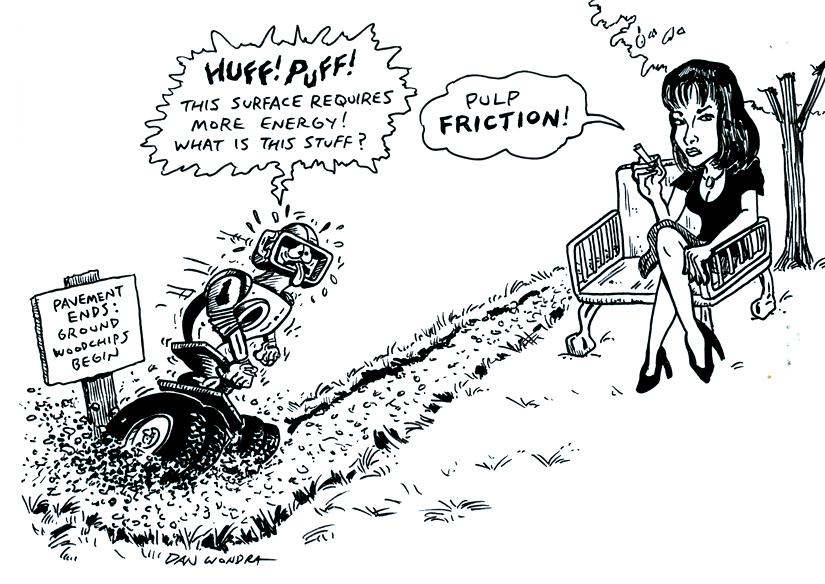 HUFF! PUFF!
THIS SURFACE REQUIRES
MORE ENERGY!
WHAT IS THIS STUFF?
PULP
FRICTION!
PAVEMENT
ENDS:
GROUND
WOODCHIPS
BEGIN
DAN WONDRA